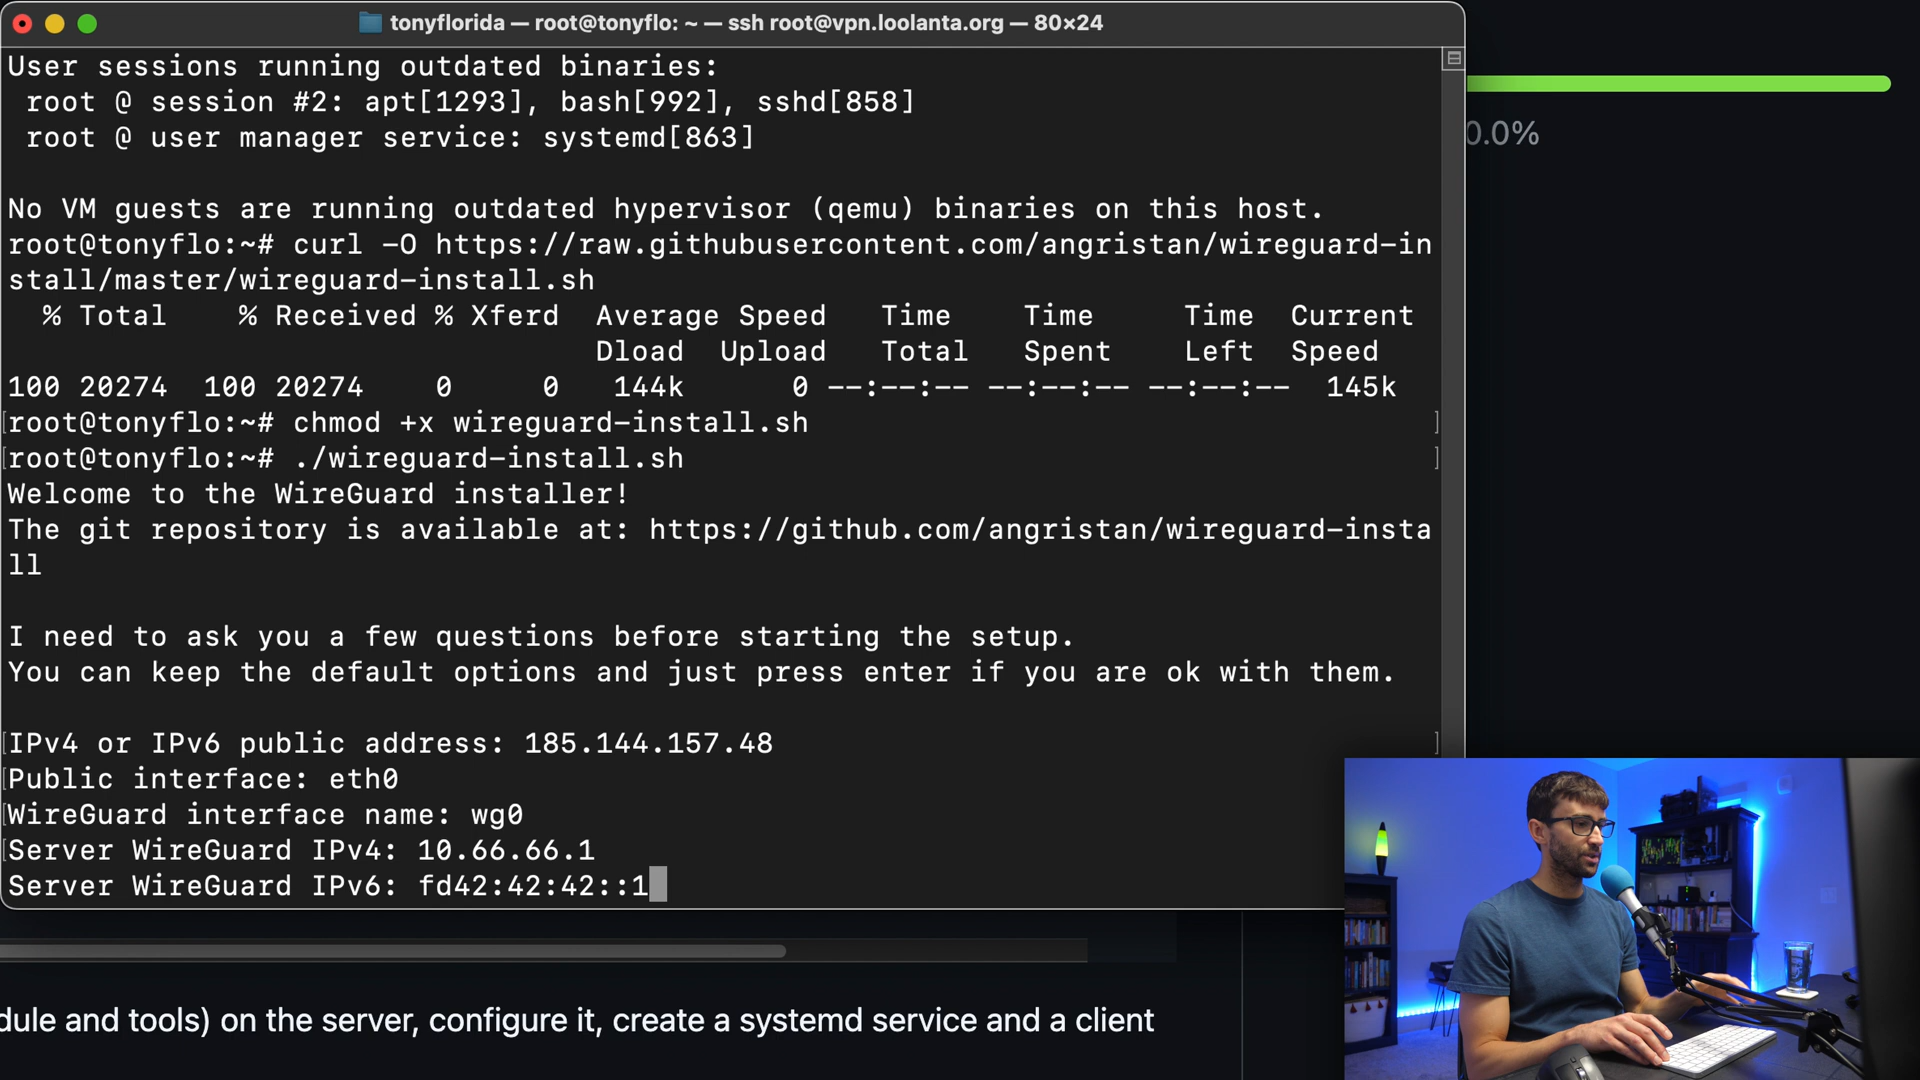 tonyflorida — root@tonyflo: ~ — ssh root@vpn.loolanta.org — 80×24
User sessions running outdated binaries:
root @ session #2: apt[1293], bash[992], sshd[858]
root @ user manager service: systemd[863]
0.0%
No VM guests are running outdated hypervisor (qemu) binaries on this host.
root@tonyflo:~# curl -O https://raw.githubusercontent.com/angristan/wireguard-in
stall/master/wireguard-install.sh
% Total % Received % Xferd Average Speed Time Time Time Current
Dload Upload Total Spent Left Speed
100 20274 100 20274 0 0 144k 0 --:--:-- --:--:-- --:--:-- 145k
[root@tonyflo:~# chmod +x wireguard-install.sh ]
[root@tonyflo:~# ./wireguard-install.sh ]
Welcome to the WireGuard installer!
The git repository is available at: https://github.com/angristan/wireguard-insta
ll
I need to ask you a few questions before starting the setup.
You can keep the default options and just press enter if you are ok with them.
[IPv4 or IPv6 public address: 185.144.157.48 ]
[Public interface: eth0
[WireGuard interface name: wg0
[Server WireGuard IPv4: 10.66.66.1
Server WireGuard IPv6: fd42:42:42::1
dule and tools) on the server, configure it, create a systemd service and a client